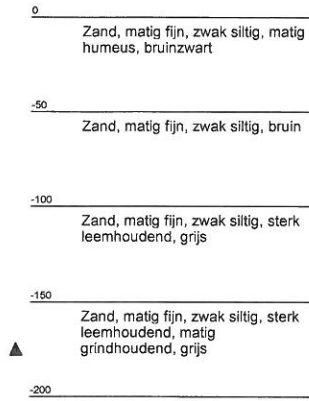 0
Zand, matig fijn, zwak siltig, matig
humeus, bruinzwart
-50
Zand, matig fijn, zwak siltig, bruin
-100
Zand, matig fijn, zwak siltig, sterk
leemhoudend, grijs
-150
Zand, matig fijn, zwak siltig, sterk
leemhoudend, matig
grindhoudend, grijs
-200